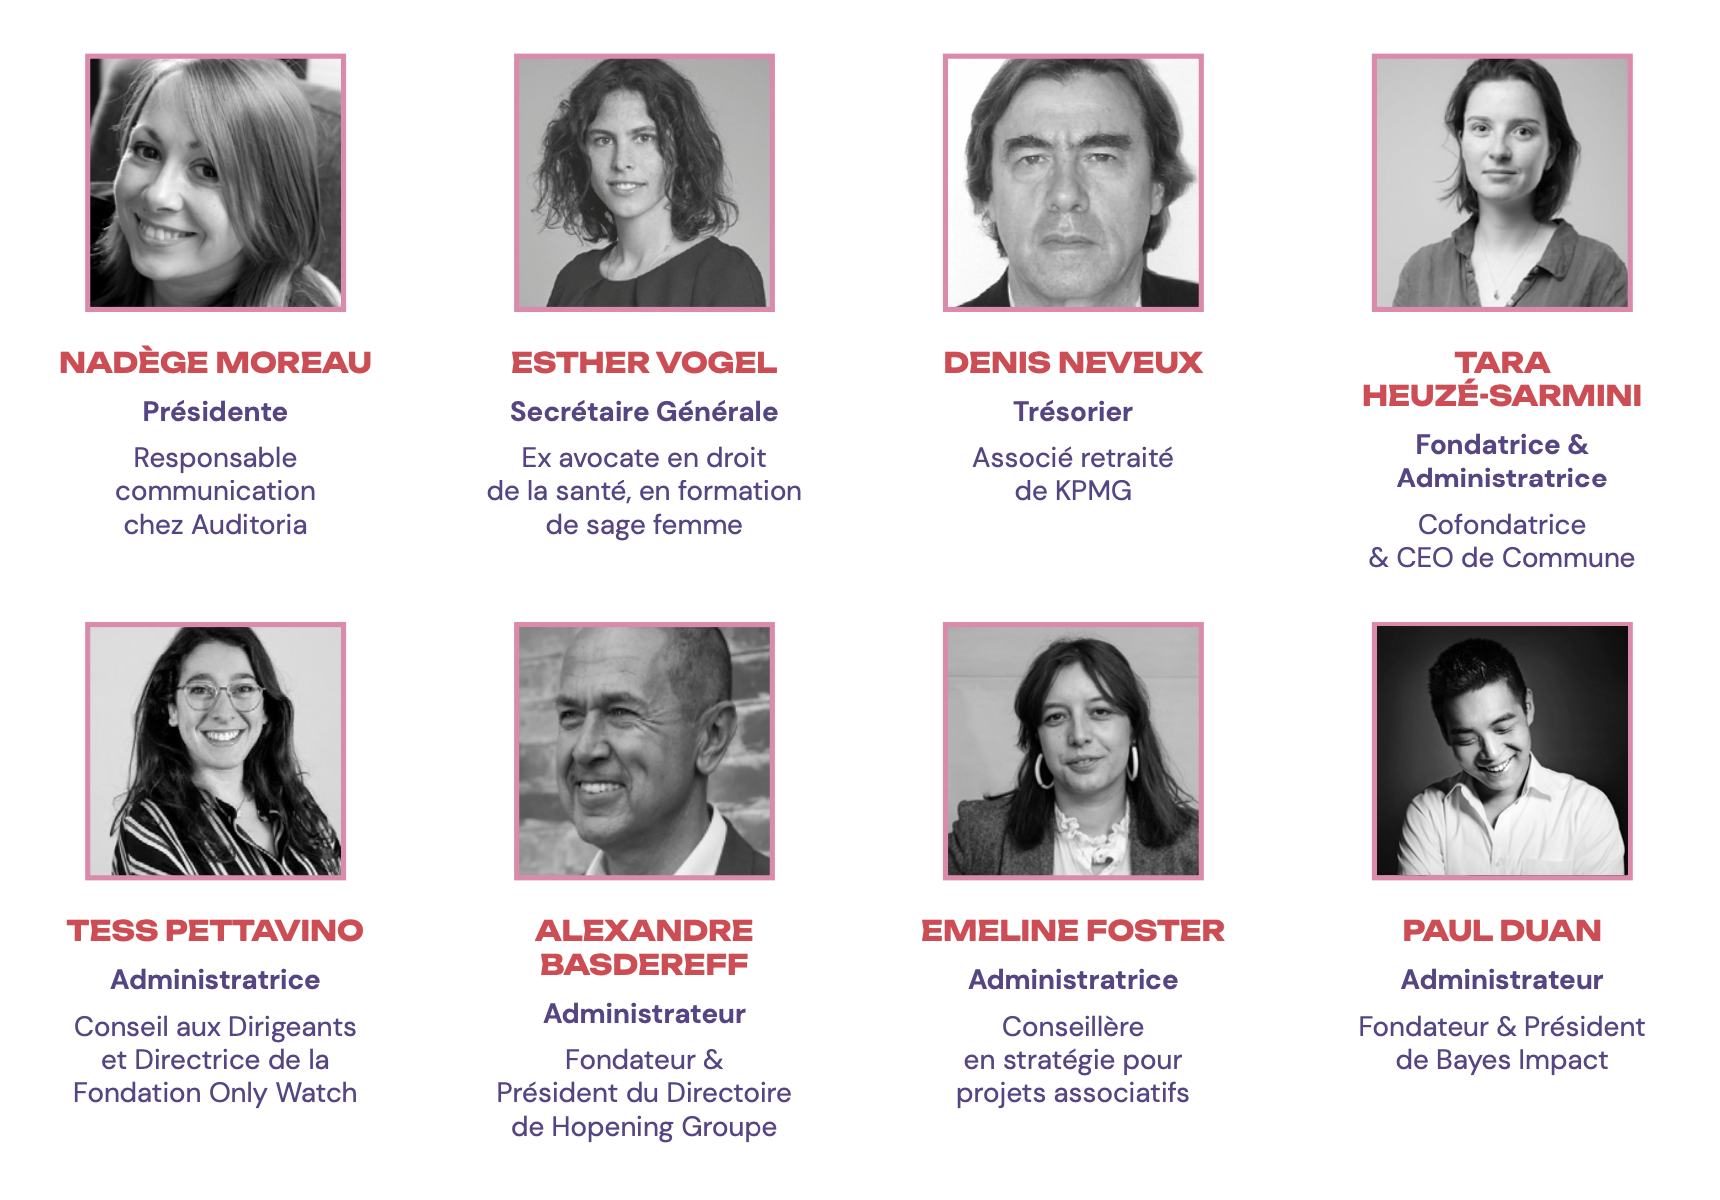 NADÈGE MOREAU
Présidente
Responsable
communication
chez Auditoria
ESTHER VOGEL
Secrétaire Générale
Ex avocate en droit
de la santé, en formation
de sage femme
DENIS NEVEUX
Trésorier
Associé retraité
de KPMG
TARA
HEUZÉ-SARMINI
Fondatrice &
Administratrice
Cofondatrice
& CEO de Commune
TESS PETTAVINO
Administratrice
Conseil aux Dirigeants
et Directrice de la
Fondation Only Watch
ALEXANDRE
BASDEREFF
Administrateur
Fondateur &
Président du Directoire
de Hopening Groupe
EMELINE FOSTER
Administratrice
Conseillère
en stratégie pour
projets associatifs
PAUL DUAN
Administrateur
Fondateur & Président
de Bayes Impact